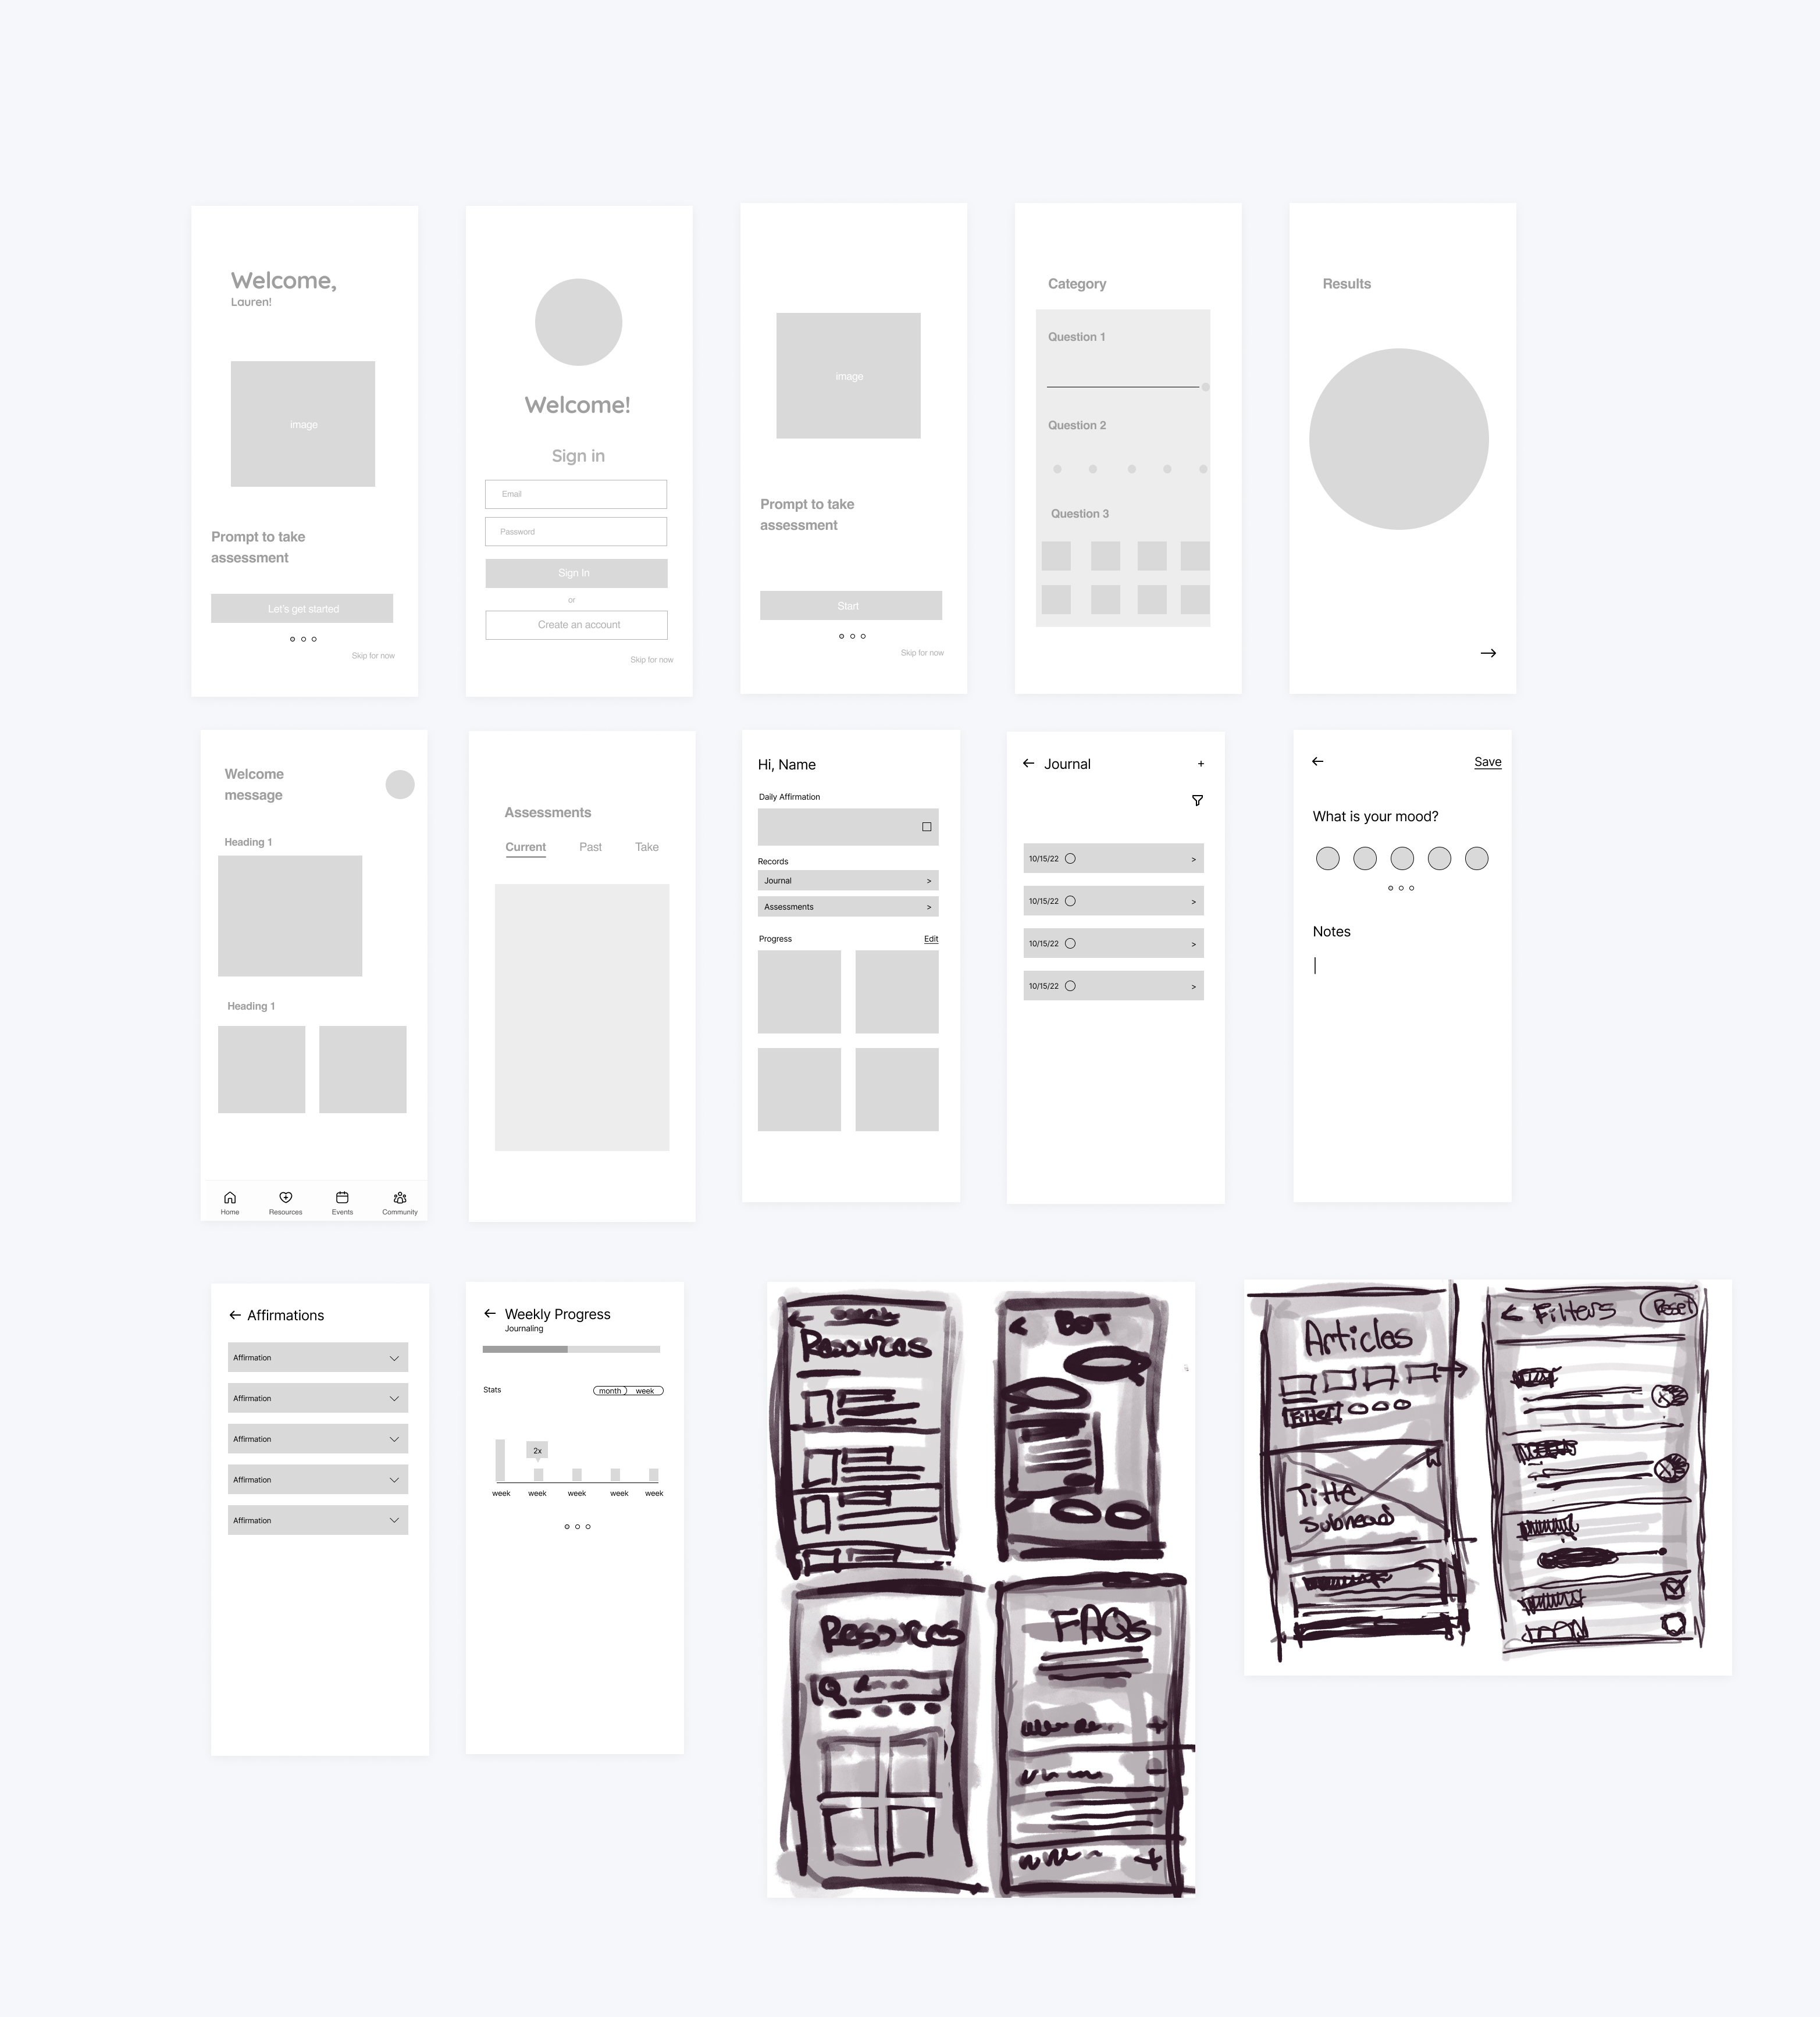 Welcome,
Lauren!
image
Prompt to take
assessment
Let's get started
Skip for now
Welcome!
Sign in
Email
Password
Sign In
or
Create an account
Skip for now
image
Prompt to take
assessment
Start
Skip for now
Category
Question 1
Question 2
Question 3
Results
Welcome
message
Heading 1
Heading 1
Home
Resources
Events
Community
Assessments
Current
Past
Take
Hi, Name
Daily Affirmation
Records
Journal >
Assessments >
Progress
Edit
Journal
+
10/15/22 >
10/15/22 >
10/15/22 >
10/15/22 >
Save
What is your mood?
Notes
Affirmations
Affirmation
Affirmation
Affirmation
Affirmation
Affirmation
Weekly Progress
Journaling
Stats
month
week
2x
week
week
week
week
week
Resources
BOT
Resources
FAQs
Articles
Filter
Title
Subhead
Filters
Reset